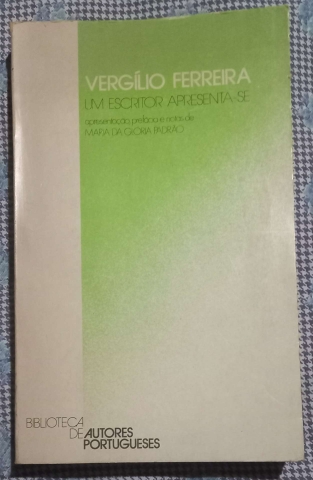 VERGÍLIO FERREIRA
UM ESCRITOR APRESENTA-SE
apresentação, prefácio e notas de
MARIA DA GLÓRIA PADRÃO
BIBLIOTECA
DE AUTORES
PORTUGUESES